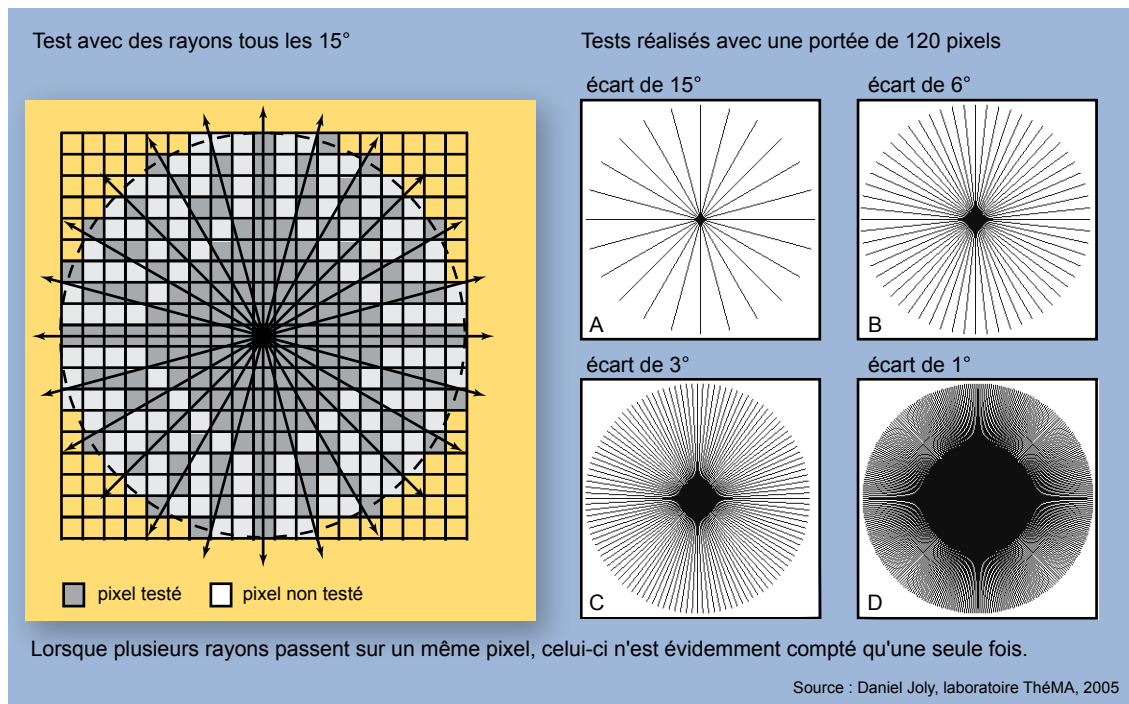 Test avec des rayons tous les 15°
Tests réalisés avec une portée de 120 pixels
écart de 15°
écart de 6°
A
B
écart de 3°
écart de 1°
C
D
pixel testé
pixel non testé
Lorsque plusieurs rayons passent sur un même pixel, celui-ci n'est évidemment compté qu'une seule fois.
Source : Daniel Joly, laboratoire ThéMA, 2005